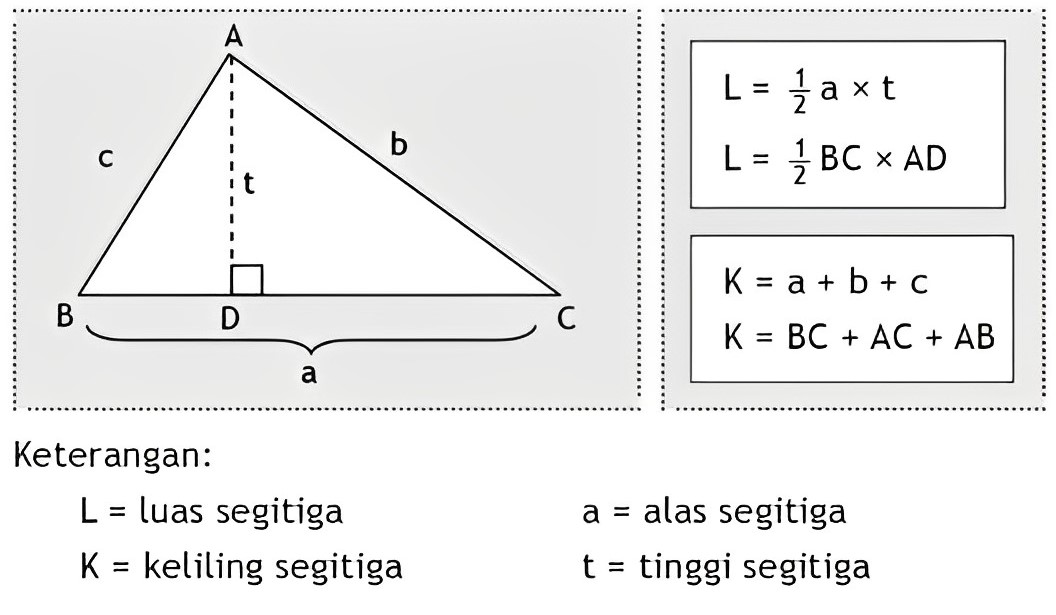 A
c
b
t
B
D
C
a
L = 1/2 a × t
L = 1/2 BC × AD
K = a + b + c
K = BC + AC + AB
Keterangan:
L = luas segitiga
a = alas segitiga
K = keliling segitiga
t = tinggi segitiga